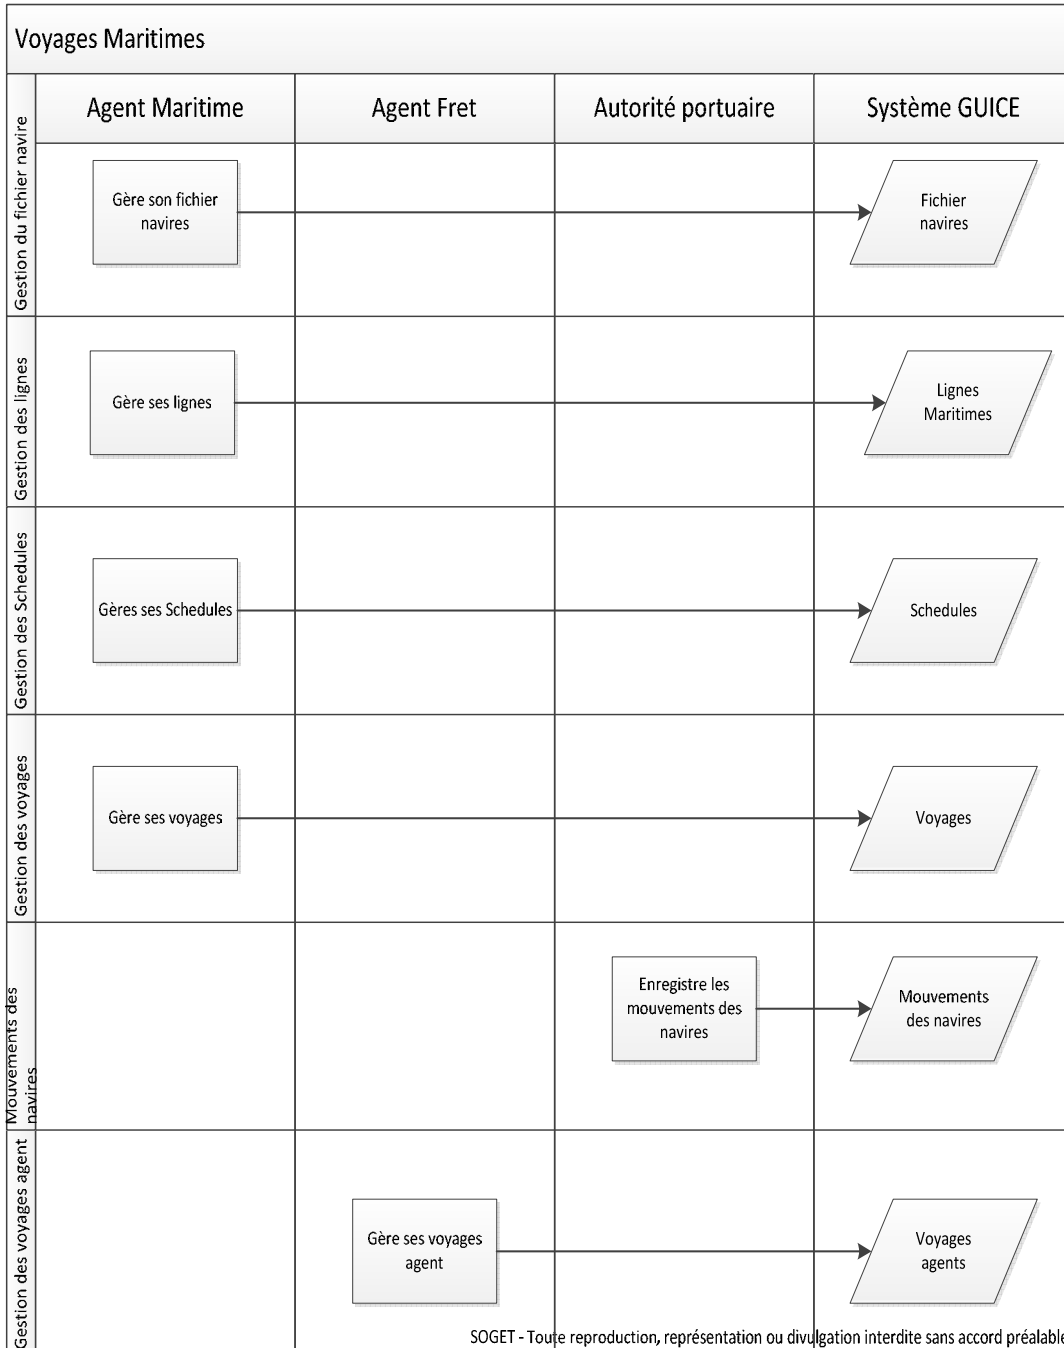 Voyages Maritimes
Agent Maritime
Agent Fret
Autorité portuaire
Système GUICE
Gestion du fichier navire
Gère son fichier
navires
Fichier
navires
Gestion des lignes
Gère ses lignes
Lignes
Maritimes
Gestion des Schedules
Gères ses Schedules
Schedules
Gestion des voyages
Gère ses voyages
Voyages
Mouvements des
navires
Enregistre les
mouvements des
navires
Mouvements
des navires
Gestion des voyages agent
Gère ses voyages
agent
Voyages
agents
SOGET - Toute reproduction, représentation ou divulgation interdite sans accord préalable